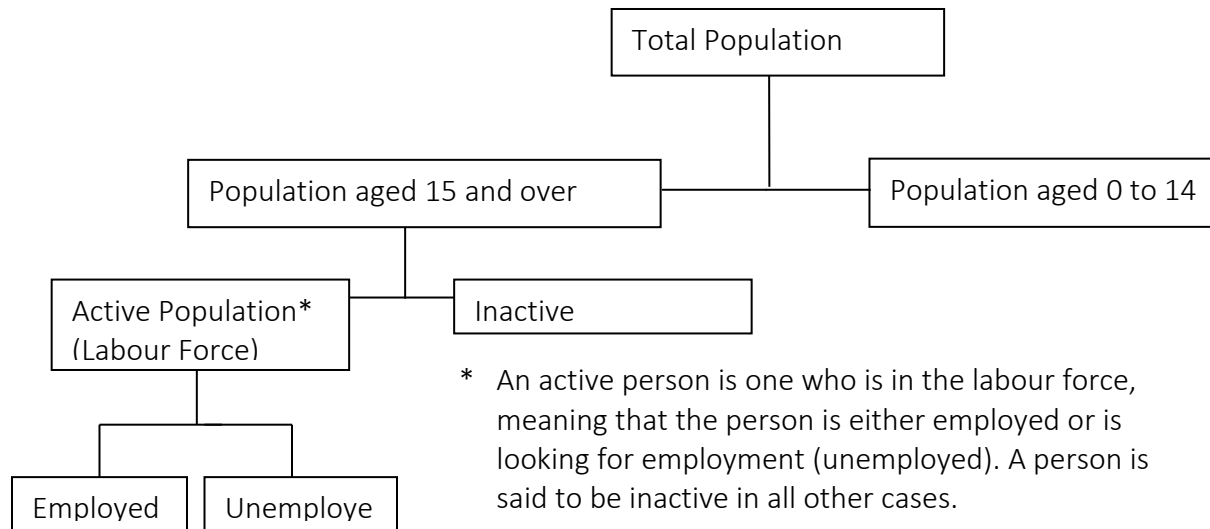 Total Population
Population aged 15 and over
Population aged 0 to 14
Active Population*
(Labour Force)
Inactive
* An active person is one who is in the labour force,
meaning that the person is either employed or is
looking for employment (unemployed). A person is
said to be inactive in all other cases.
Employed
Unemploye